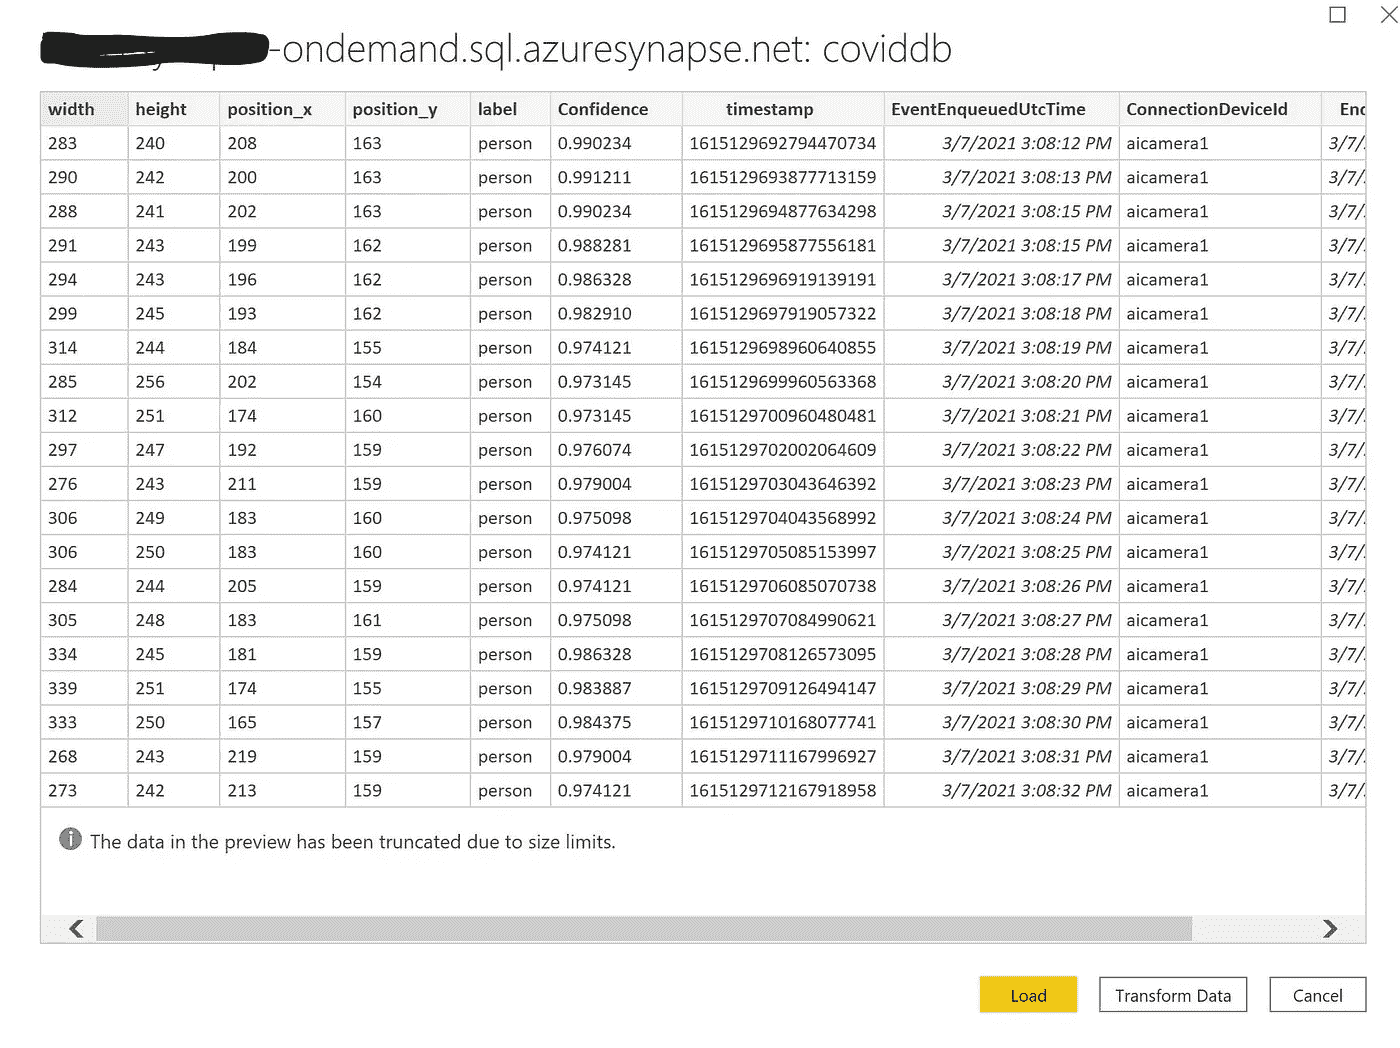 -ondemand.sql.azuresynapse.net: coviddb
width height position_x position_y label Confidence timestamp EventEnqueuedUtcTime ConnectionDeviceId
283 240 208 163 person 0.990234 1615129692794470734 3/7/2021 3:08:12 PM aicamera1 3/7/
290 242 200 163 person 0.991211 1615129693877713159 3/7/2021 3:08:13 PM aicamera1 3/7/
288 241 202 163 person 0.990234 1615129694877634298 3/7/2021 3:08:15 PM aicamera1 3/7/
291 243 199 162 person 0.988281 1615129695877556181 3/7/2021 3:08:15 PM aicamera1 3/7/
294 243 196 162 person 0.986328 1615129696919139191 3/7/2021 3:08:17 PM aicamera1 3/7/
299 245 193 162 person 0.982910 1615129697919057322 3/7/2021 3:08:18 PM aicamera1 3/7/
314 244 184 155 person 0.974121 1615129698960640855 3/7/2021 3:08:19 PM aicamera1 3/7/
285 256 202 154 person 0.973145 1615129699960563368 3/7/2021 3:08:20 PM aicamera1 3/7/
312 251 174 160 person 0.973145 1615129700960480481 3/7/2021 3:08:21 PM aicamera1 3/7/
297 247 192 159 person 0.976074 1615129702002064609 3/7/2021 3:08:22 PM aicamera1 3/7/
276 243 211 159 person 0.979004 1615129703043646392 3/7/2021 3:08:23 PM aicamera1 3/7/
306 249 183 160 person 0.975098 1615129704043568992 3/7/2021 3:08:24 PM aicamera1 3/7/
306 250 183 160 person 0.974121 1615129705085153997 3/7/2021 3:08:25 PM aicamera1 3/7/
284 244 205 159 person 0.974121 1615129706085070738 3/7/2021 3:08:26 PM aicamera1 3/7/
305 248 183 161 person 0.975098 1615129707084990621 3/7/2021 3:08:27 PM aicamera1 3/7/
334 245 181 159 person 0.986328 1615129708126573095 3/7/2021 3:08:28 PM aicamera1 3/7/
339 251 174 155 person 0.983887 1615129709126494147 3/7/2021 3:08:29 PM aicamera1 3/7/
333 250 165 157 person 0.984375 1615129710168077741 3/7/2021 3:08:30 PM aicamera1 3/7/
268 243 219 159 person 0.979004 1615129711167996927 3/7/2021 3:08:31 PM aicamera1 3/7/
273 242 213 159 person 0.974121 1615129712167918958 3/7/2021 3:08:32 PM aicamera1 3/7/
The data in the preview has been truncated due to size limits.
Load Transform Data Cancel